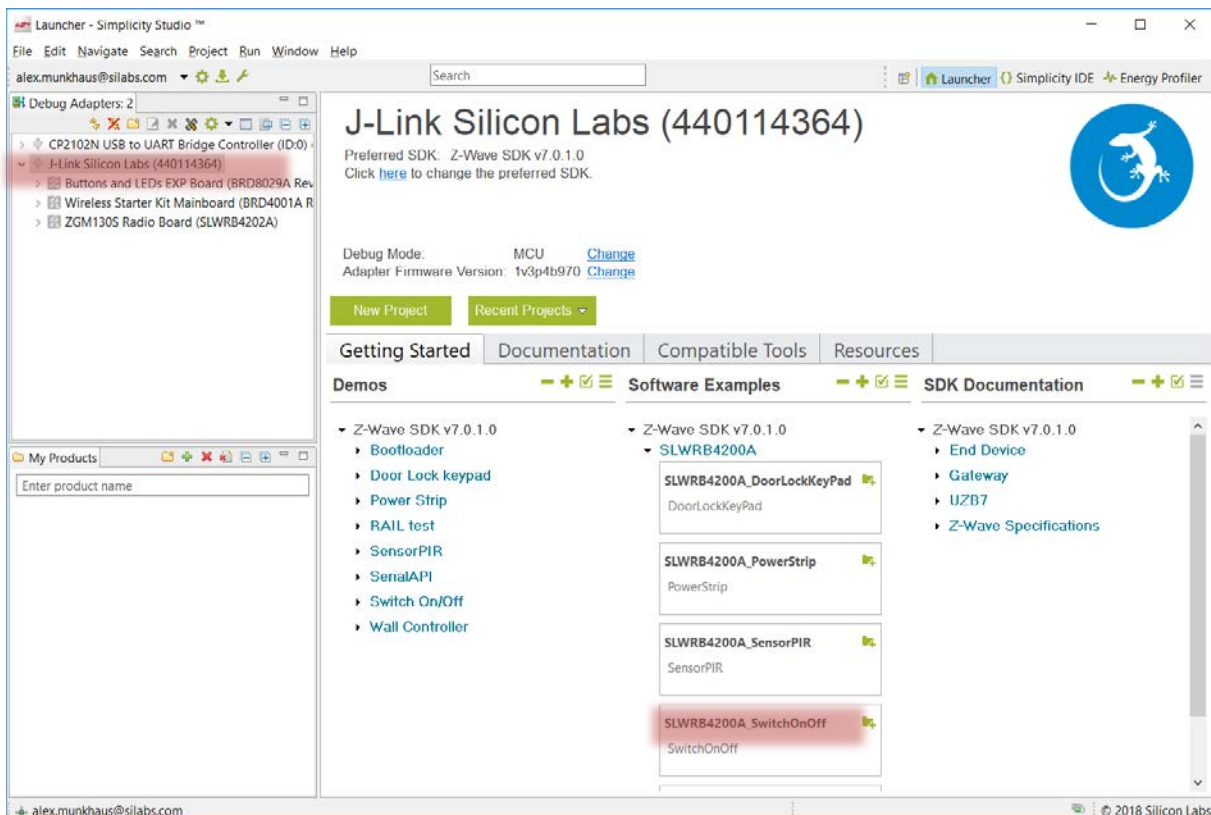 Launcher - Simplicity Studio ™
File Edit Navigate Search Project Run Window Help
alex.munkhaus@silabs.com
Search
Launcher {} Simplicity IDE Energy Profiler
Debug Adapters: 2
CP2102N USB to UART Bridge Controller (ID:0)
J-Link Silicon Labs (440114364)
Buttons and LEDs EXP Board (BRD8029A Rev
Wireless Starter Kit Mainboard (BRD4001A R
ZGM130S Radio Board (SLWRB4202A)
My Products
Enter product name
J-Link Silicon Labs (440114364)
Preferred SDK: Z-Wave SDK v7.0.1.0
Click here to change the preferred SDK.
Debug Mode: MCU Change
Adapter Firmware Version: 1v3p4b970 Change
New Project Recent Projects
Getting Started Documentation Compatible Tools Resources
Demos
Z-Wave SDK v7.0.1.0
Bootloader
Door Lock keypad
Power Strip
RAIL test
SensorPIR
SerialAPI
Switch On/Off
Wall Controller
Software Examples
Z-Wave SDK v7.0.1.0
SLWRB4200A
SLWRB4200A_DoorLockKeyPad
DoorLockKeyPad
SLWRB4200A_PowerStrip
PowerStrip
SLWRB4200A_SensorPIR
SensorPIR
SLWRB4200A_SwitchOnOff
SwitchOnOff
SDK Documentation
Z-Wave SDK v7.0.1.0
End Device
Gateway
UZB7
Z-Wave Specifications
alex.munkhaus@silabs.com
© 2018 Silicon Labs